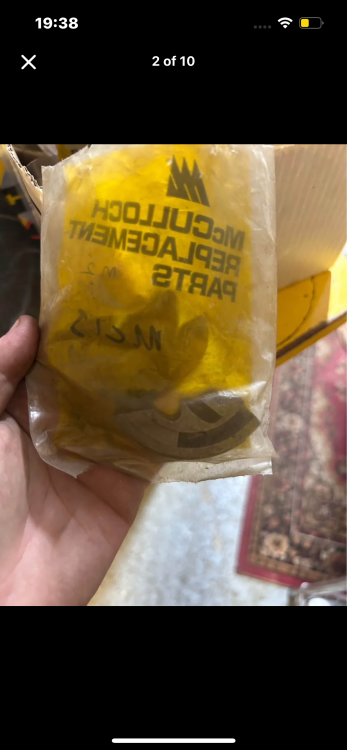 19:38
2 of 10
McCULLOCH
REPLACEMENT
PARTS